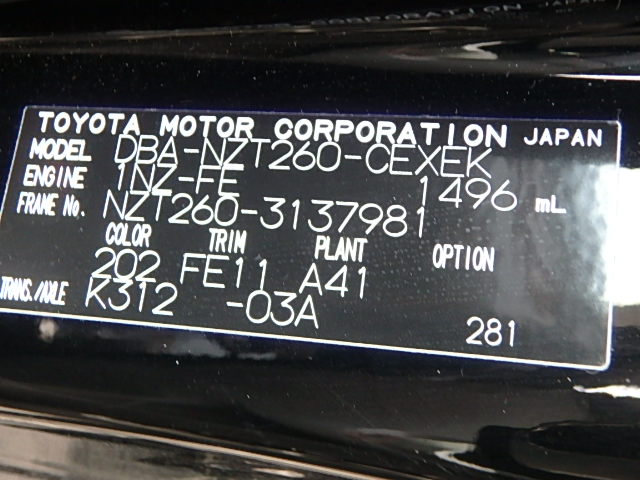 TOYOTA MOTOR CORPORATION JAPAN
MODEL DBA-NZT260-CEXEK
ENGINE 1NZ-FE 1496 mL
FRAME No. NZT260-3137981
COLOR TRIM PLANT OPTION
202 FE11 A41
TRANS./AXLE K312 -03A
281